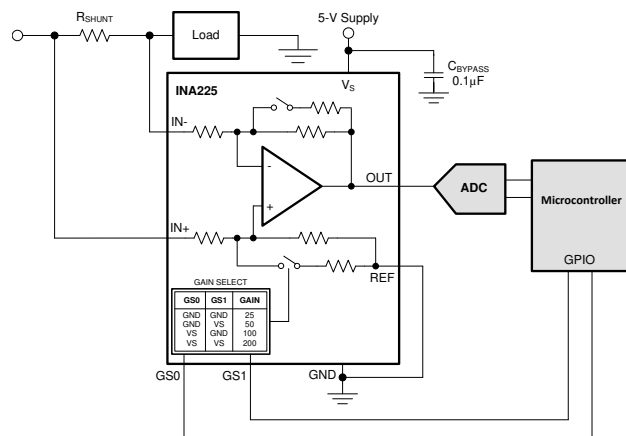 RSHUNT
Load
5-V Supply
CBYPASS
0.1µF
VS
INA225
IN-
-
OUT
ADC
Microcontroller
+
IN+
GPIO
REF
GAIN SELECT
GS0 GS1 GAIN
GND GND 25
GND VS 50
VS GND 100
VS VS 200
GS0
GS1
GND